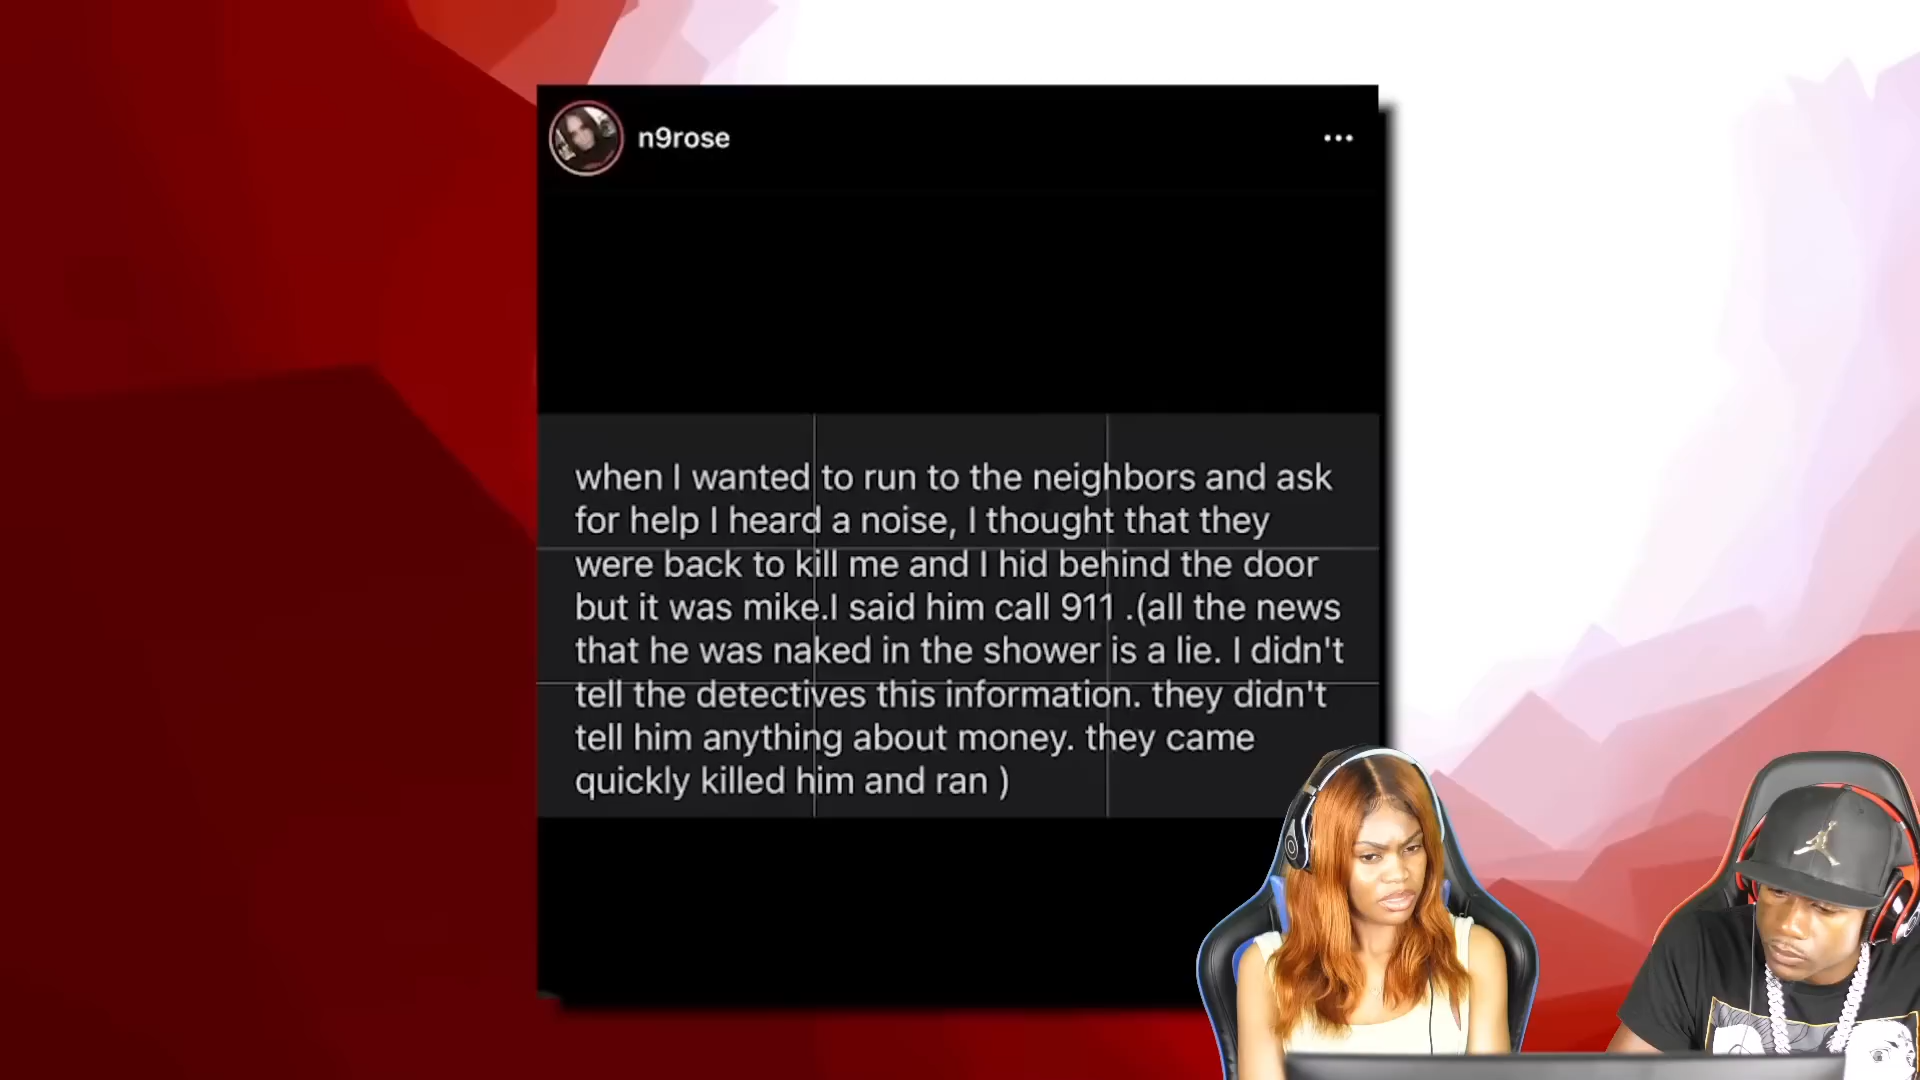 n9rose
when I wanted to run to the neighbors and ask
for help I heard a noise, I thought that they
were back to kill me and I hid behind the door
but it was mike.I said him call 911 .(all the news
that he was naked in the shower is a lie. I didn't
tell the detectives this information. they didn't
tell him anything about money. they came
quickly killed him and ran )